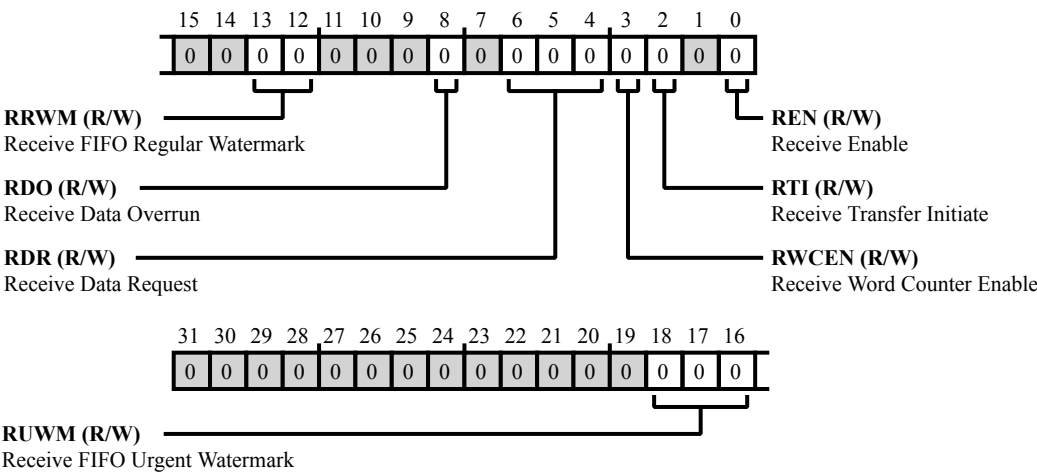 15 14 13 12 11 10 9 8 7 6 5 4 3 2 1 0
0 0 0 0 0 0 0 0 0 0 0 0 0 0 0 0
RRWM (R/W)
Receive FIFO Regular Watermark
REN (R/W)
Receive Enable
RDO (R/W)
Receive Data Overrun
RTI (R/W)
Receive Transfer Initiate
RDR (R/W)
Receive Data Request
RWCEN (R/W)
Receive Word Counter Enable
31 30 29 28 27 26 25 24 23 22 21 20 19 18 17 16
0 0 0 0 0 0 0 0 0 0 0 0 0 0 0 0
RUWM (R/W)
Receive FIFO Urgent Watermark